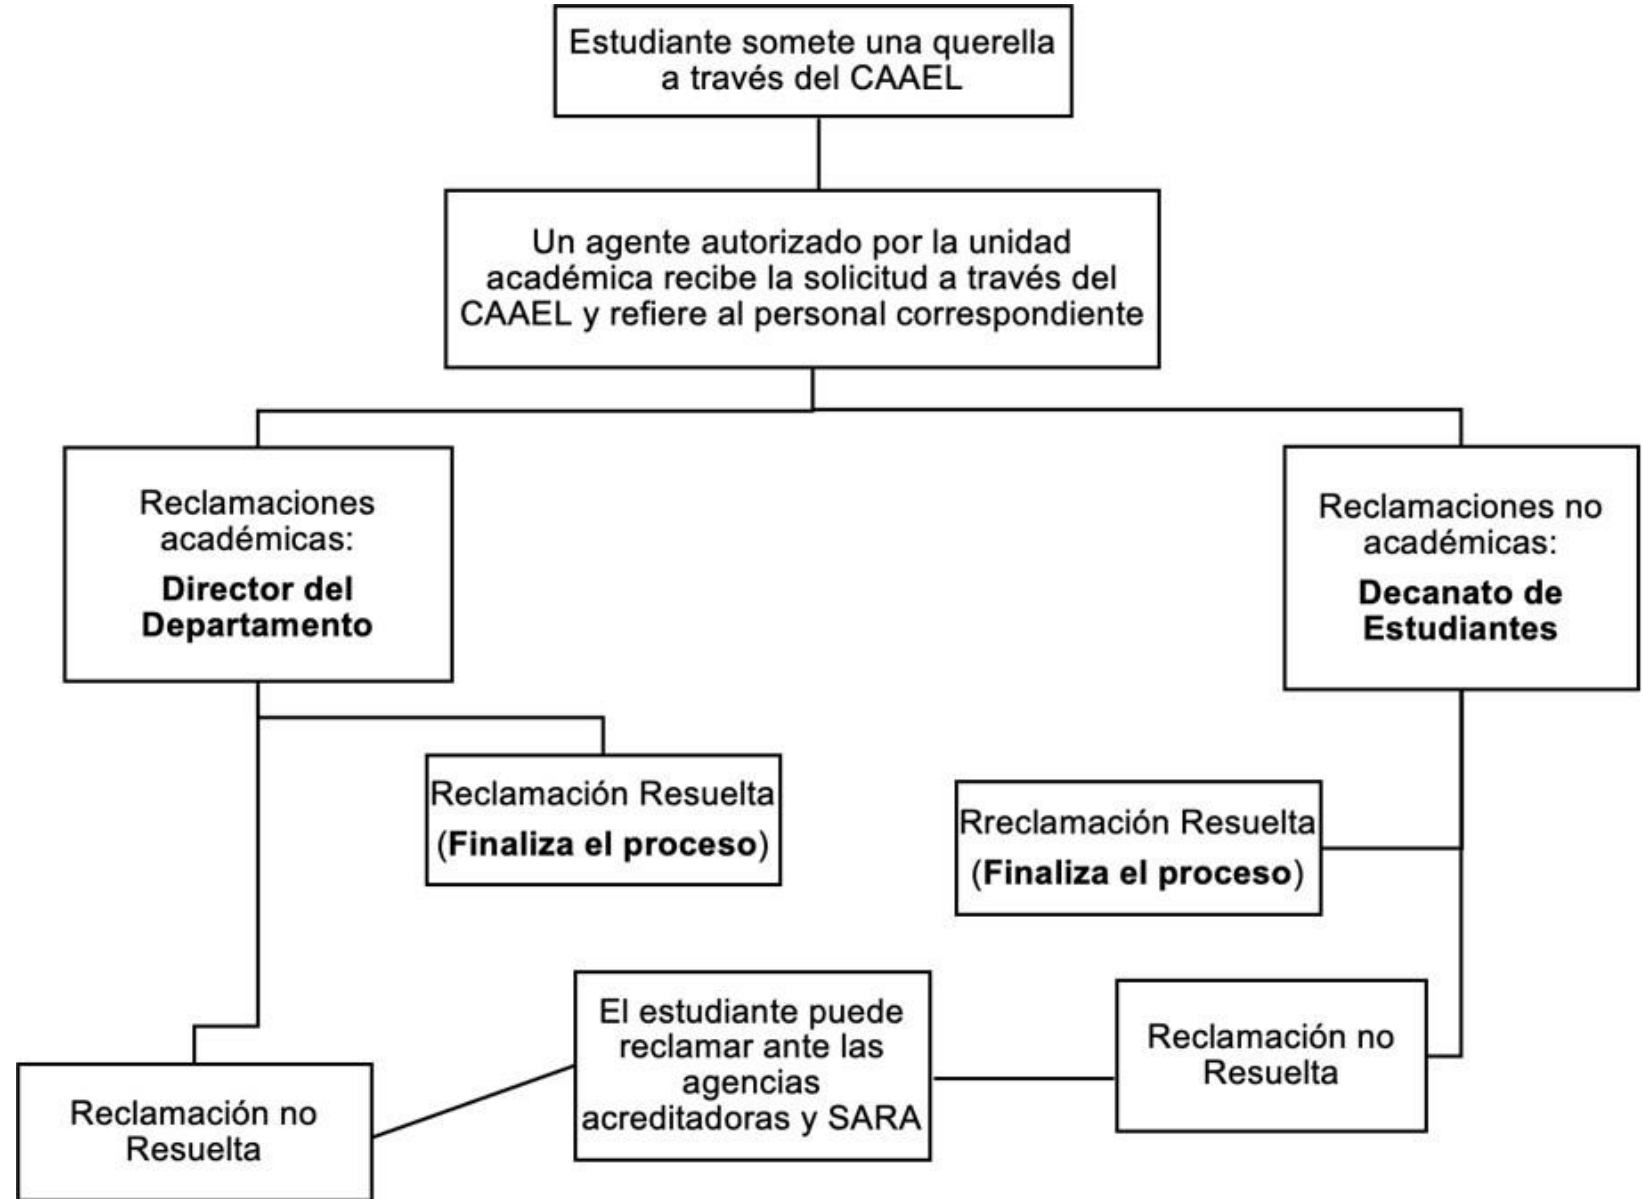 Estudiante somete una querella
a través del CAAEL
Un agente autorizado por la unidad
académica recibe la solicitud a través del
CAAEL y refiere al personal correspondiente
Reclamaciones
académicas:
Director del
Departamento
Reclamaciones no
académicas:
Decanato de
Estudiantes
Reclamación Resuelta
(Finaliza el proceso)
Rreclamación Resuelta
(Finaliza el proceso)
El estudiante puede
reclamar ante las
agencias
acreditadoras y SARA
Reclamación no
Resuelta
Reclamación no
Resuelta